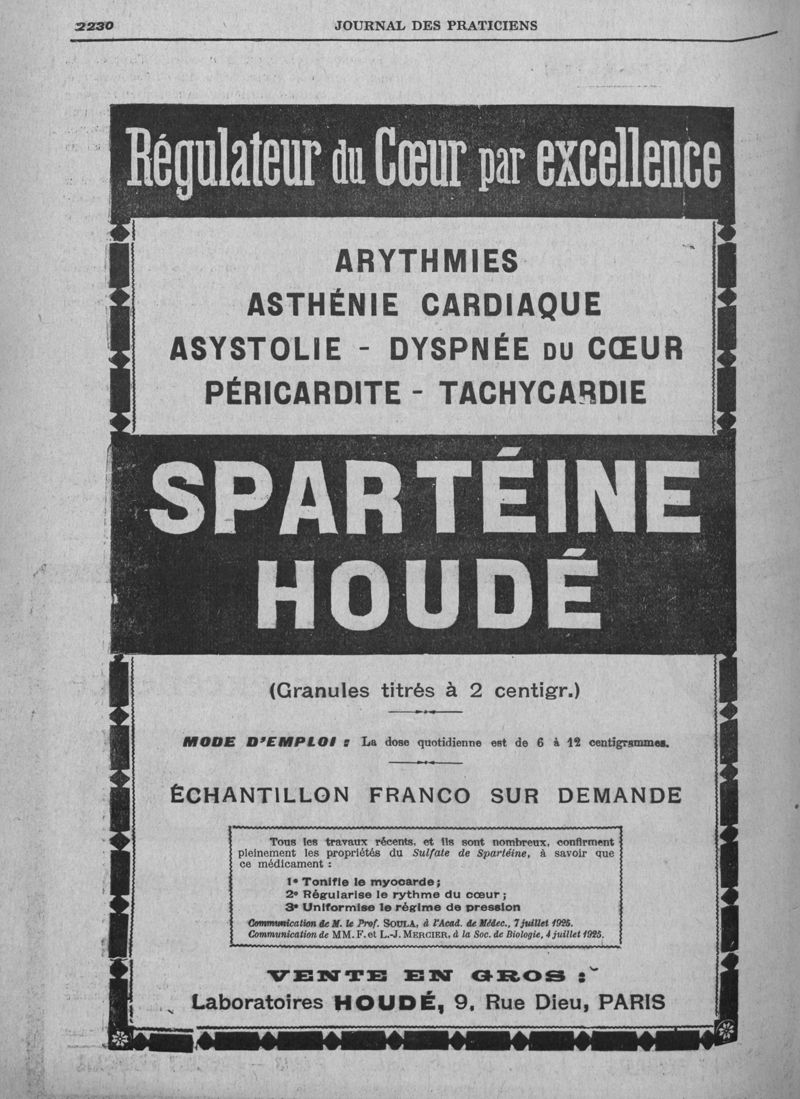 2230
JOURNAL DES PRATICIENS
Régulateur du Cœur par excellence
ARYTHMIES
ASTHÉNIE CARDIAQUE
ASYSTOLIE - DYSPNÉE DU CŒUR
PÉRICARDITE - TACHYCARDIE
SPARTÉINE
HOUDÉ
(Granules titrés à 2 centigr.)
MODE D'EMPLOI : La dose quotidienne est de 6 à 12 centigrammes.
ÉCHANTILLON FRANCO SUR DEMANDE
Tous les travaux récents, et ils sont nombreux, confirment
pleinement les propriétés du Sulfate de Spartéine, à savoir que
ce médicament :
1° Tonifie le myocarde;
2° Régularise le rythme du cœur;
3° Uniformise le régime de pression
Communication de M. le Prof. SOULA, à l'Acad. de Médec., 7 juillet 1925.
Communication de MM. F. et L.-J. MERCIER, à la Soc. de Biologie, 4 juillet 1925.
VENTE EN GROS :
Laboratoires HOUDÉ, 9, Rue Dieu, PARIS